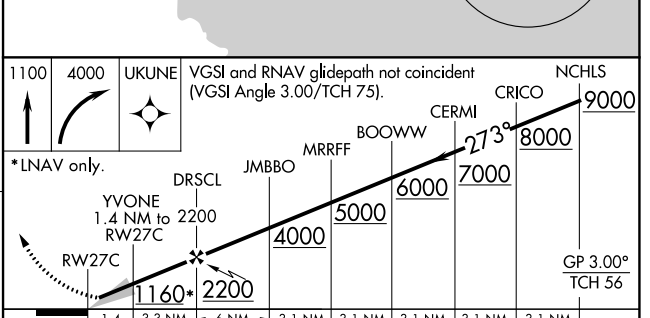 1100 4000 UKUNE
VGSI and RNAV glidepath not coincident
(VGSI Angle 3.00/TCH 75).
NCHLS
CRICO
9000
CERMI
273°
8000
BOOWW
7000
MRRFF
6000
*LNAV only.
JMBBO
5000
DRSCL
4000
YVONE
1.4 NM to
RW27C
2200
RW27C
GP 3.00°
TCH 56
1160*
2200